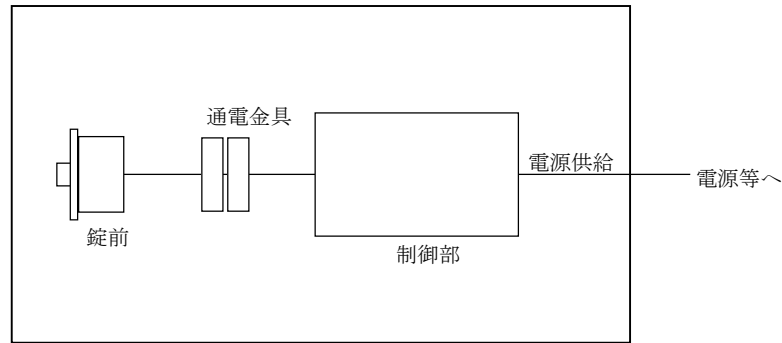 通電金具
電源供給
電源等へ
錠前
制御部